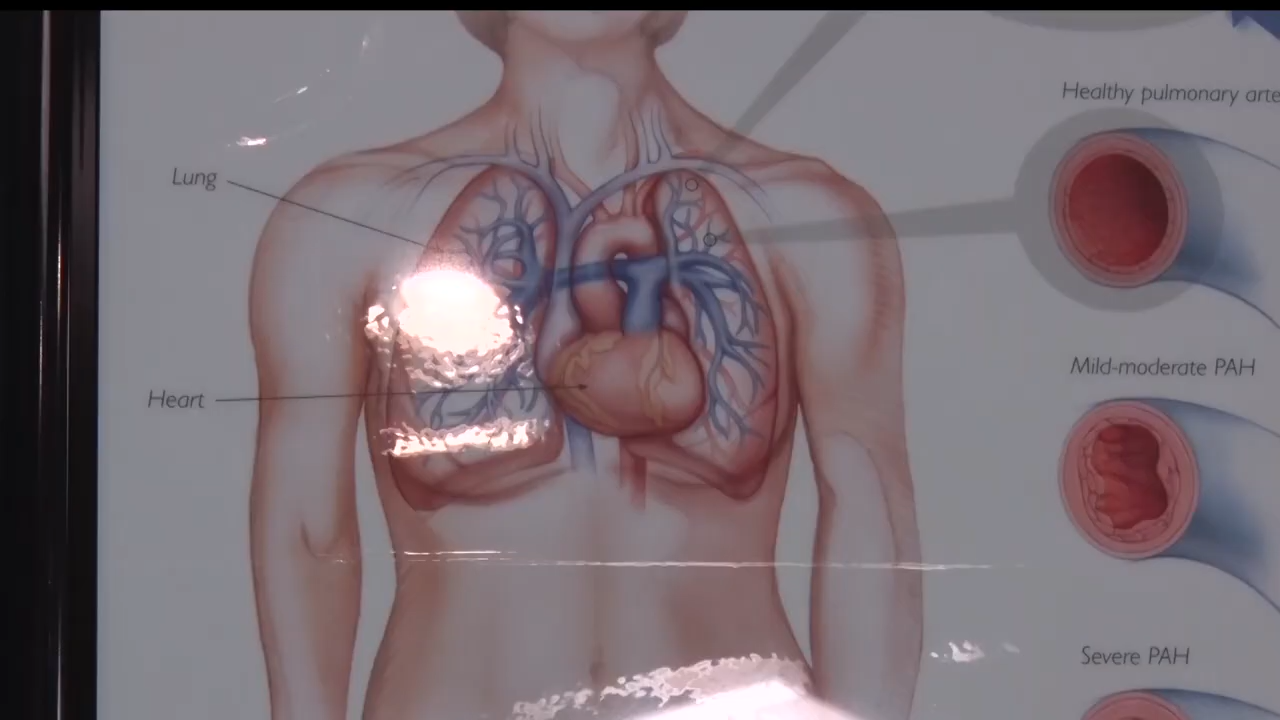 Healthy pulmonary arte
Lung
Mild-moderate PAH
Heart
Severe PAH